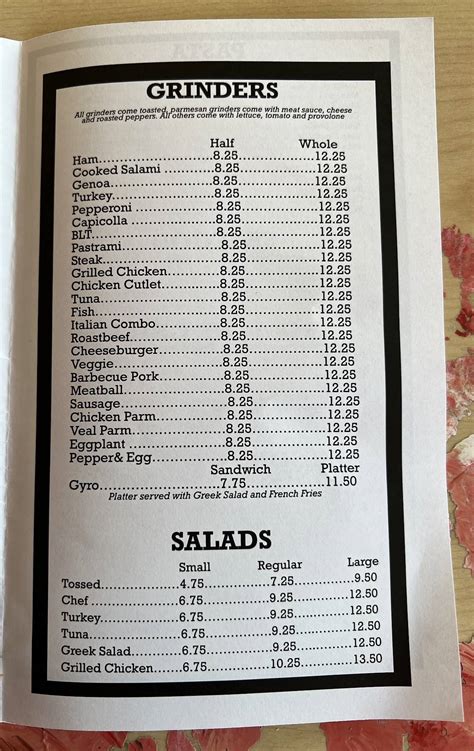 PASTA
GRINDERS
All grinders come toasted, parmesan grinders come with meat sauce, cheese
and roasted peppers. All others come with lettuce, tomato and provolone
Half Whole
Ham..................8.25..................12.25
Cooked Salami ..........8.25..................12.25
Genoa..................8.25..................12.25
Turkey..................8.25..................12.25
Pepperoni ..................8.25..................12.25
Capicolla ..................8.25..................12.25
BLT..................8.25..................12.25
Pastrami..................8.25..................12.25
Steak..................8.25..................12.25
Grilled Chicken..........8.25..................12.25
Chicken Cutlet..........8.25..................12.25
Tuna..................8.25..................12.25
Fish..................8.25..................12.25
Italian Combo..........8.25..................12.25
Roastbeef..................8.25..................12.25
Cheeseburger..........8.25..................12.25
Veggie..................8.25..................12.25
Barbecue Pork..........8.25..................12.25
Meatball..................8.25..................12.25
Sausage..................8.25..................12.25
Chicken Parm..........8.25..................12.25
Veal Parm..................8.25..................12.25
Eggplant ..................8.25..................12.25
Pepper& Egg..........8.25..................12.25
Sandwich Platter
Gyro..................7.75..................11.50
Platter served with Greek Salad and French Fries
SALADS
Small Regular Large
Tossed..................4.75..................7.25..................9.50
Chef ..................6.75..................9.25..................12.50
Turkey..................6.75..................9.25..................12.50
Tuna..................6.75..................9.25..................12.50
Greek Salad..........6.75..................9.25..................12.50
Grilled Chicken.....6.75..................10.25..................13.50